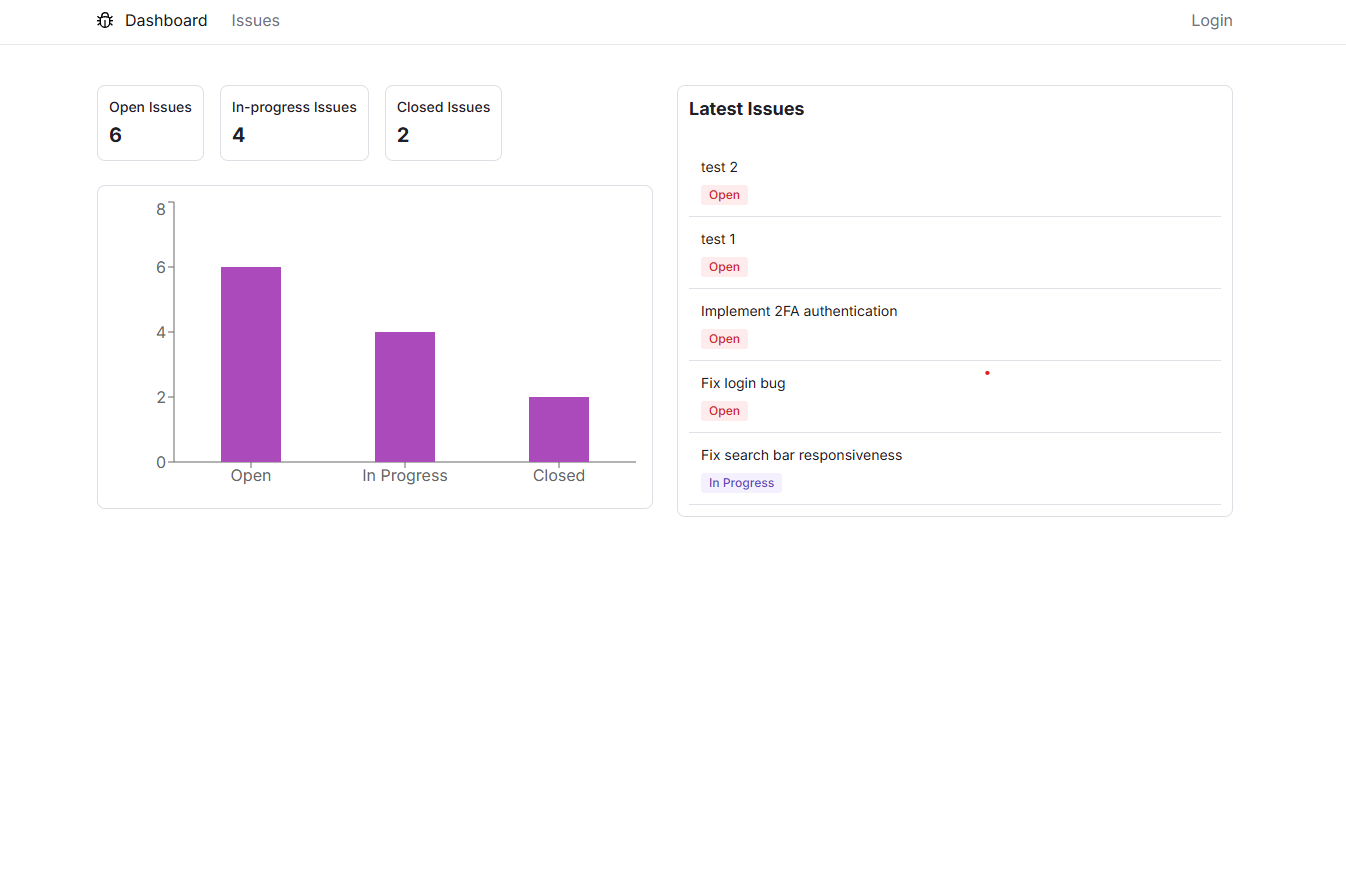 Dashboard Issues Login
Open Issues
6
In-progress Issues
4
Closed Issues
2
8
6
4
2
0
Open In Progress Closed
Latest Issues
test 2
Open
test 1
Open
Implement 2FA authentication
Open
Fix login bug
Open
Fix search bar responsiveness
In Progress